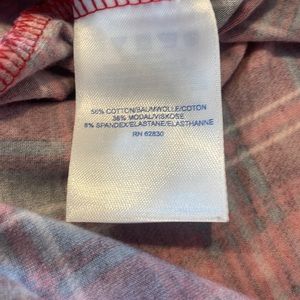 56% COTTON/BAUMWOLLE/COTON
36% MODAL/VISKOSE
8% SPANDEX/ELASTANE/ELASTHANNE
RN 62830